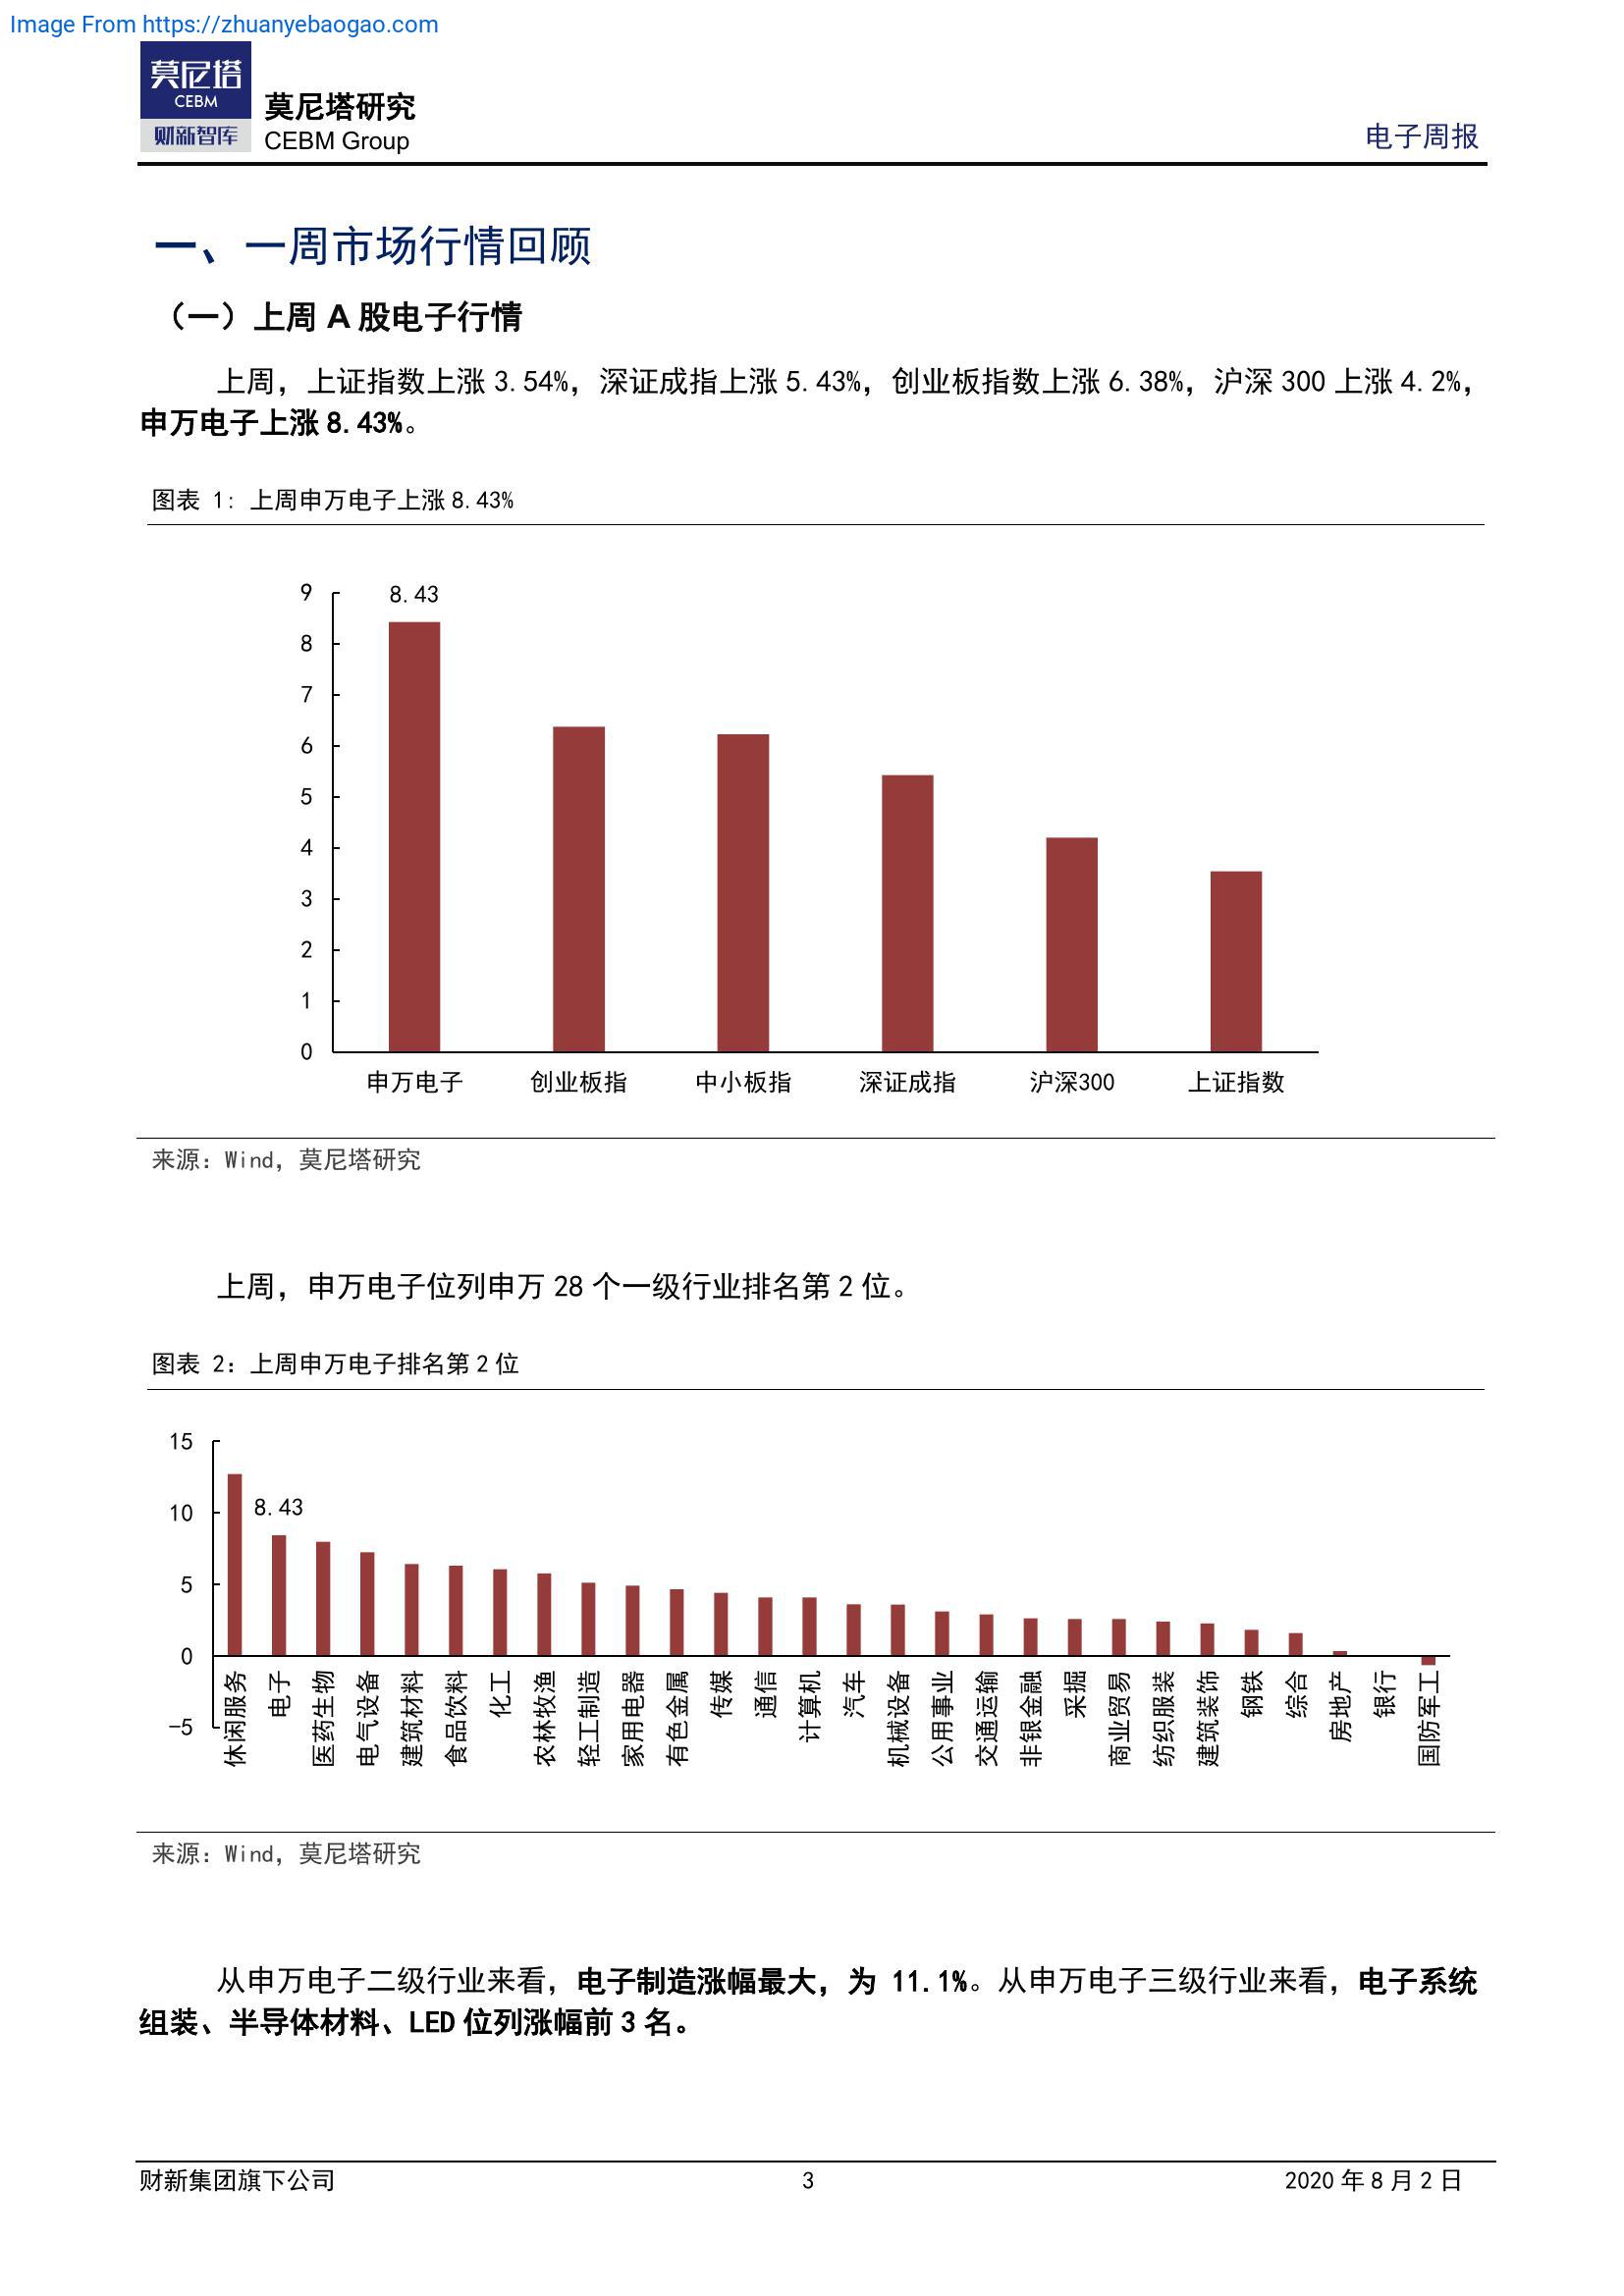 Image From https://zhuanyebaogao.com
莫尼塔
CEBM
财新智库
莫尼塔研究
CEBM Group
电子周报
一、一周市场行情回顾
（一）上周 A 股电子行情
上周，上证指数上涨 3.54%，深证成指上涨 5.43%，创业板指数上涨 6.38%，沪深 300 上涨 4.2%，
申万电子上涨 8.43%。
图表 1: 上周申万电子上涨 8.43%
9
8
7
6
5
4
3
2
1
0
8.43
申万电子 创业板指 中小板指 深证成指 沪深300 上证指数
来源：Wind，莫尼塔研究
上周，申万电子位列申万 28 个一级行业排名第 2 位。
图表 2：上周申万电子排名第 2 位
15
10
5
0
-5
8.43
休闲服务
电子
医药生物
电气设备
建筑材料
食品饮料
化工
农林牧渔
轻工制造
家用电器
有色金属
传媒
通信
计算机
汽车
机械设备
公用事业
交通运输
非银金融
采掘
商业贸易
纺织服装
建筑装饰
钢铁
综合
房地产
银行
国防军工
来源：Wind，莫尼塔研究
从申万电子二级行业来看，电子制造涨幅最大，为 11.1%。从申万电子三级行业来看，电子系统
组装、半导体材料、LED 位列涨幅前 3 名。
财新集团旗下公司 3 2020 年 8 月 2 日